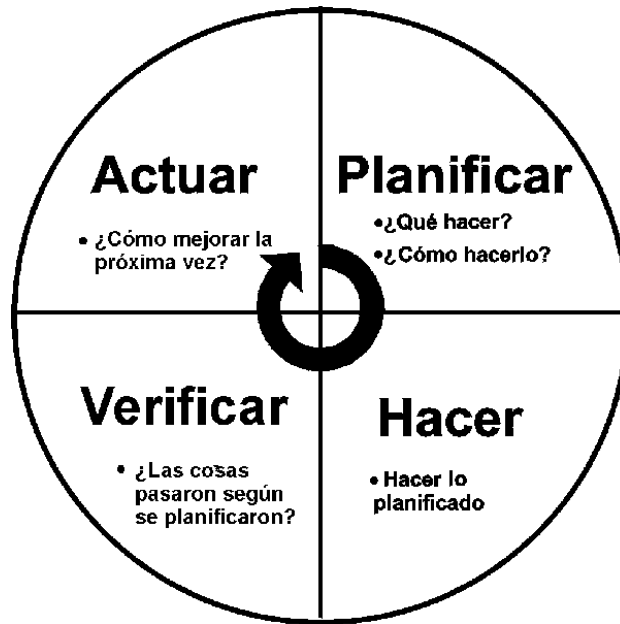 Actuar
• ¿Cómo mejorar la
próxima vez?
Planificar
•¿Qué hacer?
•¿Cómo hacerlo?
Verificar
• ¿Las cosas
pasaron según
se planificaron?
Hacer
• Hacer lo
planificado